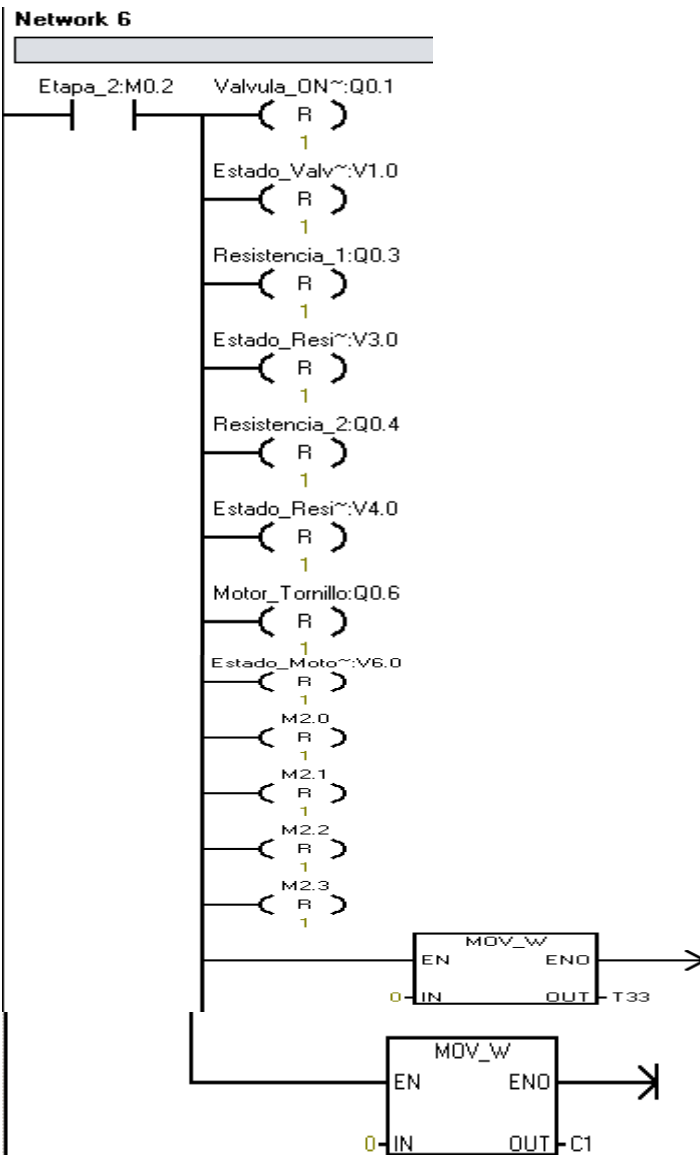 Network 6
Etapa_2:M0.2 Valvula_ON~:Q0.1
R
1
Estado_Valv~:V1.0
R
1
Resistencia_1:Q0.3
R
1
Estado_Resi~:V3.0
R
1
Resistencia_2:Q0.4
R
1
Estado_Resi~:V4.0
R
1
Motor_Tornillo:Q0.6
R
1
Estado_Moto~:V6.0
R
1
M2.0
R
1
M2.1
R
1
M2.2
R
1
M2.3
R
1
MOV_W
EN ENO
0 IN OUT T33
MOV_W
EN ENO
0 IN OUT C1